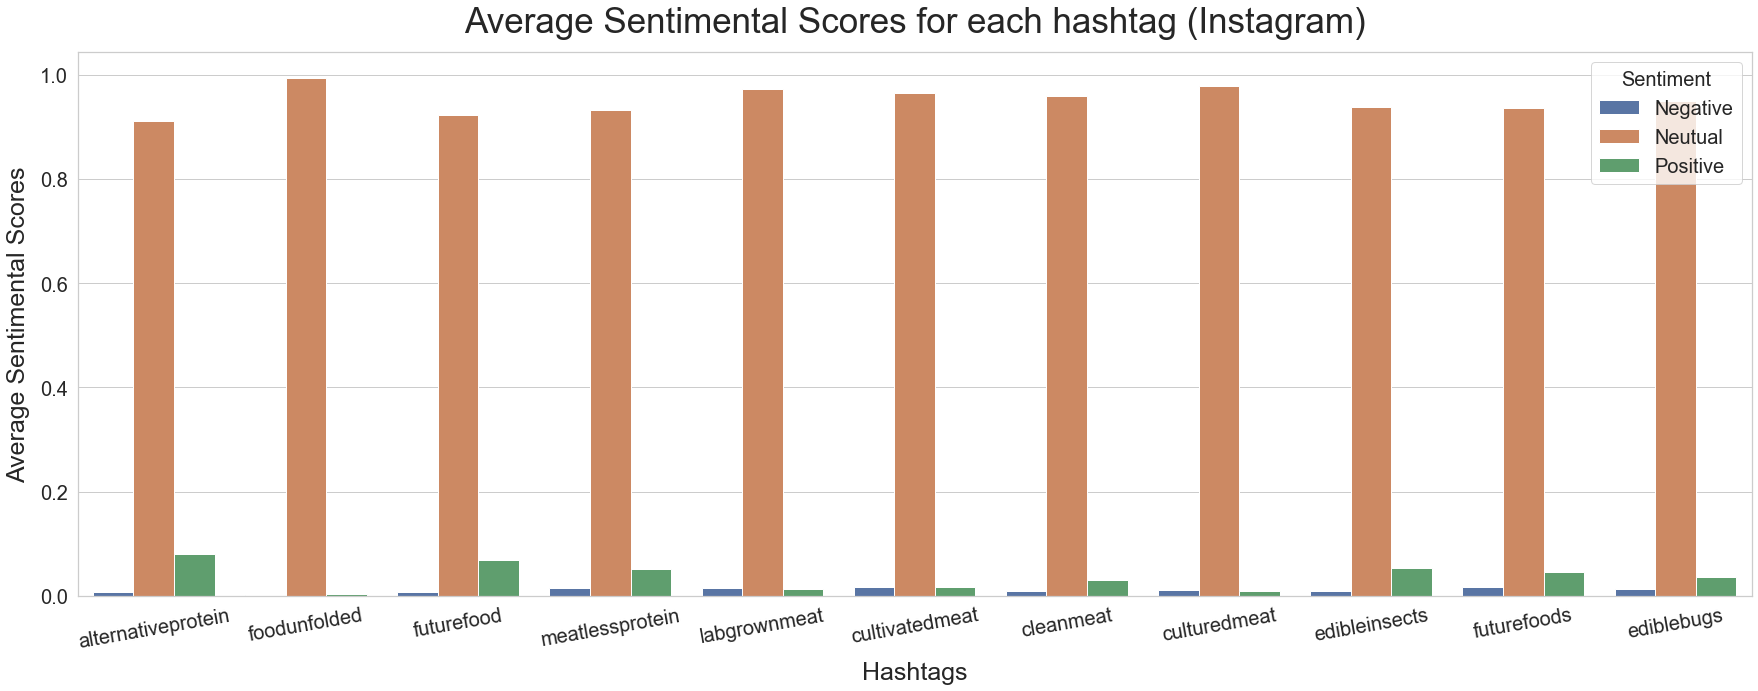 Average Sentimental Scores for each hashtag (Instagram)
Sentiment
Negative
Neutual
Positive
Average Sentimental Scores
1.0
0.8
0.6
0.4
0.2
0.0
alternativeprotein
foodunfolded
futurefood
meatlessprotein
labgrownmeat
cultivatedmeat
cleanmeat
culturedmeat
edibleinsects
futurefoods
ediblebugs
Hashtags